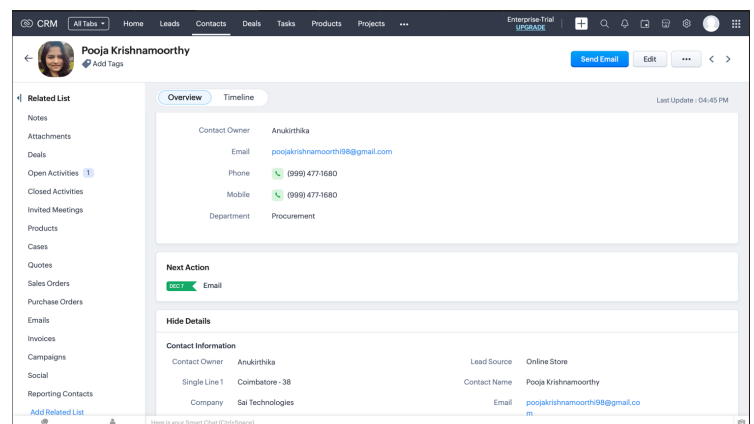 CRM All Tabs Home Leads Contacts Deals Tasks Products Projects ••• Enterprise-Trial
UPGRADE
Pooja Krishnamoorthy
Add Tags
Send Email Edit •••
Related List
Notes
Attachments
Deals
Open Activities 1
Closed Activities
Invited Meetings
Products
Cases
Quotes
Sales Orders
Purchase Orders
Emails
Invoices
Campaigns
Social
Reporting Contacts
Add Related List
Overview Timeline
Last Update : 04:45 PM
Contact Owner Anukirthika
Email poojakrishnamoorthi98@gmail.com
Phone (999) 477-1680
Mobile (999) 477-1680
Department Procurement
Next Action
DEC 7 Email
Hide Details
Contact Information
Contact Owner Anukirthika Lead Source Online Store
Single Line 1 Coimbatore - 38 Contact Name Pooja Krishnamoorthy
Company Sai Technologies Email poojakrishnamoorthi98@gmail.co
m
Here is your Smart Chat (Ctrl+Space)